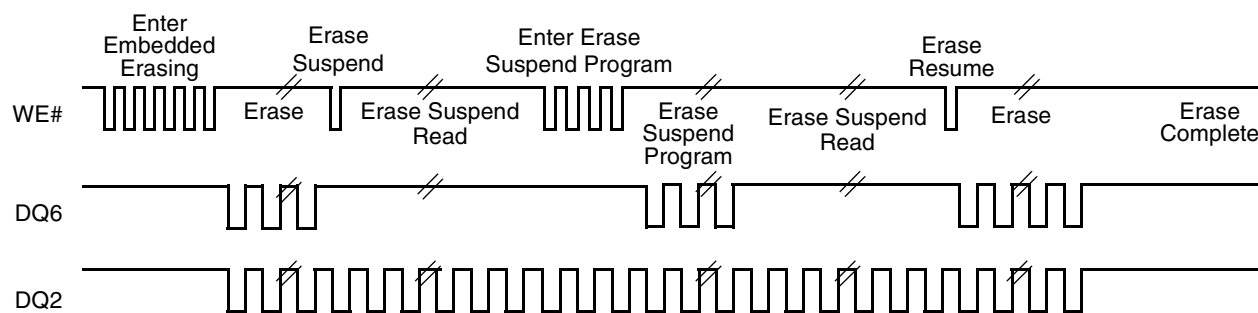 Enter
Embedded
Erasing
Erase
Suspend
Enter Erase
Suspend Program
Erase
Resume
WE#
Erase
Erase Suspend
Read
Erase
Suspend
Program
Erase Suspend
Read
Erase
Erase
Complete
DQ6
DQ2